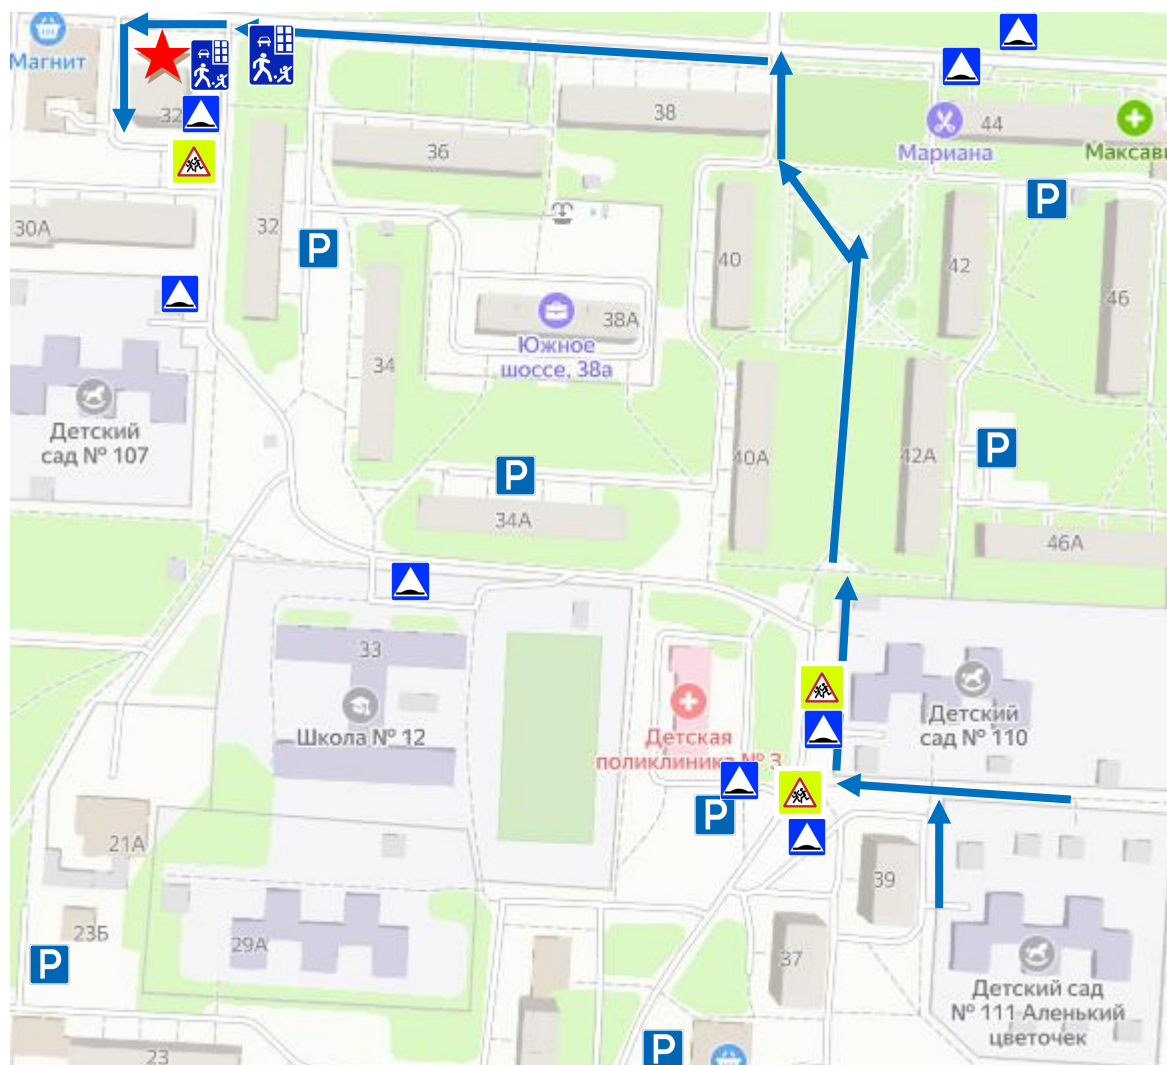 Магнит
32
38
44
Мариана
Максави
36
30А
32
P
P
40
42
46
38А
Южное
шоссе, 38а
34
Детский
сад № 107
40А
42А
P
P
34А
46А
33
Школа № 12
Детская
поликлиника № 3
Детский
сад № 110
P
21А
39
23Б
29А
P
37
Детский сад
№ 111 Аленький
цветочек
23
P